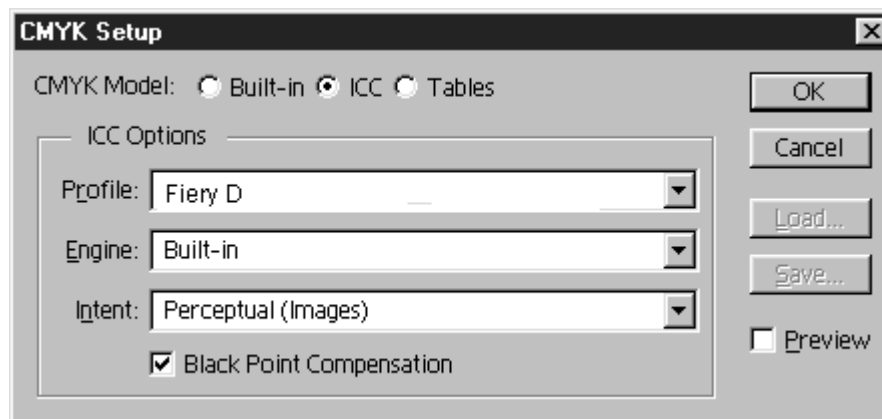 CMYK Setup
CMYK Model: Built-in ICC Tables
OK
ICC Options
Cancel
Profile: Fiery D
Load...
Engine: Built-in
Save...
Intent: Perceptual (Images)
Preview
Black Point Compensation